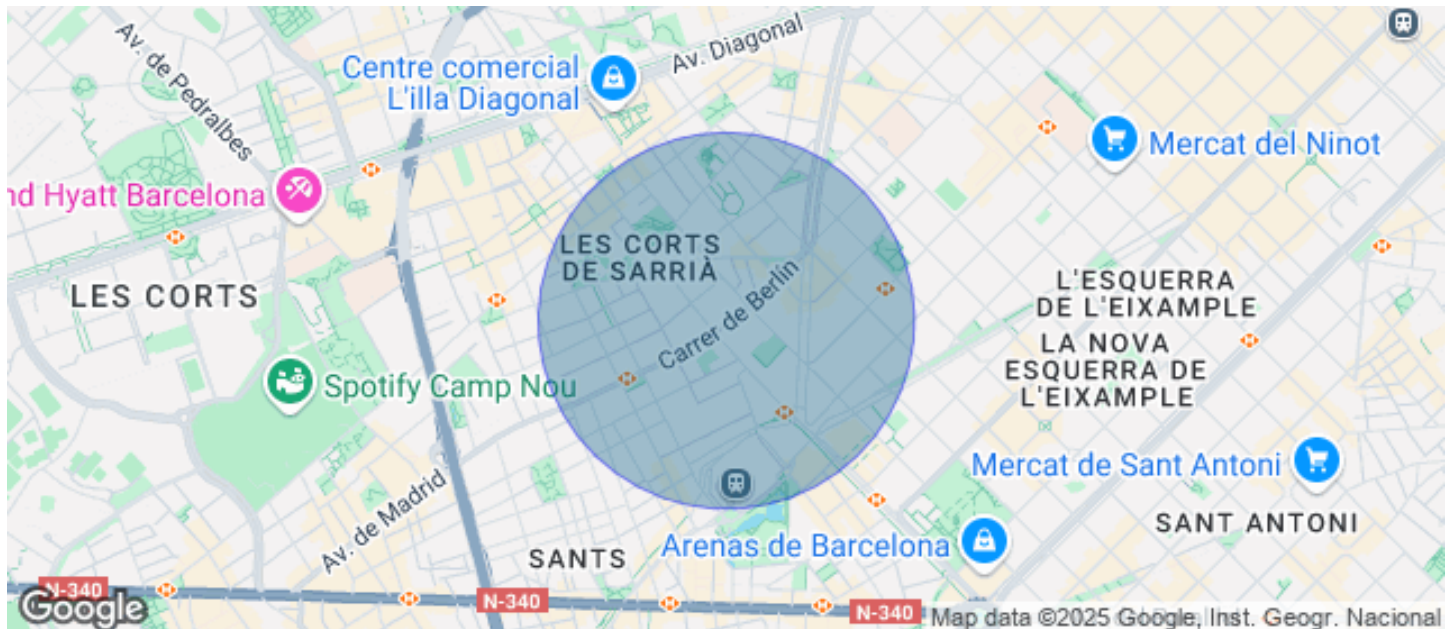 Av. de Pedralbes
Centre comercial
L'illa Diagonal
Av. Diagonal
Mercat del Ninot
nd Hyatt Barcelona
LES CORTS
DE SARRIÀ
LES CORTS
Carrer de Berlín
L'ESQUERRA
DE L'EIXAMPLE
LA NOVA
ESQUERRA DE
L'EIXAMPLE
Spotify Camp Nou
Mercat de Sant Antoni
Av. de Madrid
SANT ANTONI
Arenas de Barcelona
SANTS
N-340
N-340
N-340
Google
Map data ©2025 Google, Inst. Geogr. Nacional